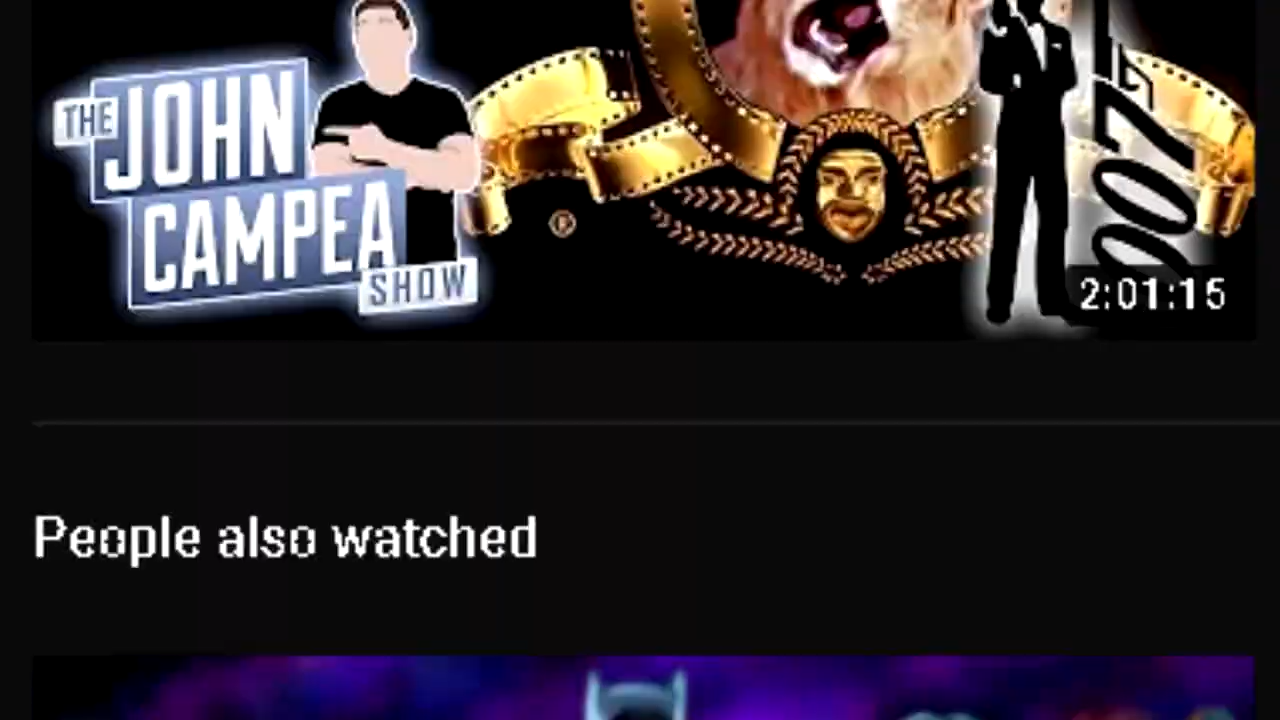 THE
JOHN
CAMPEA
SHOW
®
007
2:01:15
People also watched